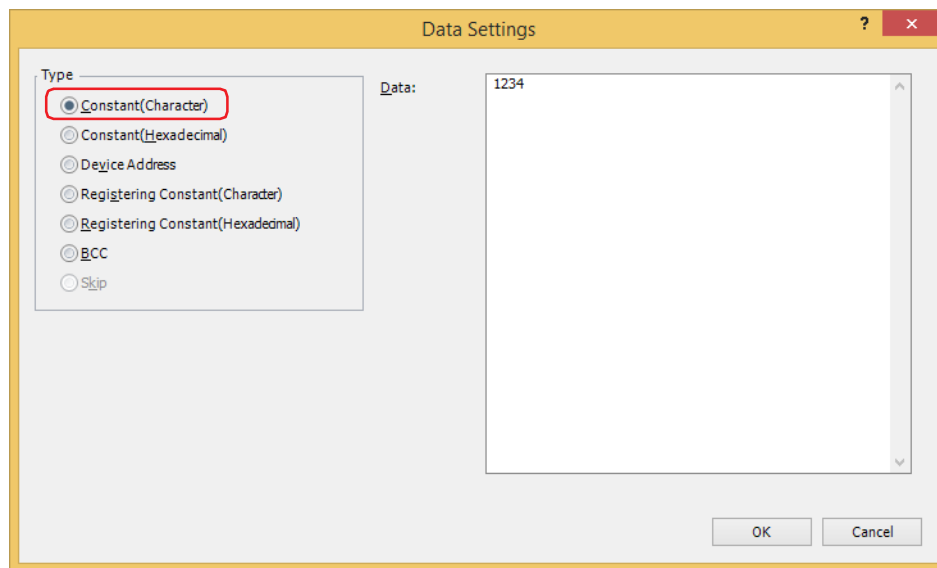 Data Settings
?
Type
Constant(Character)
Constant(Hexadecimal)
Device Address
Registering Constant(Character)
Registering Constant(Hexadecimal)
BCC
Skip
Data:
1234
OK
Cancel